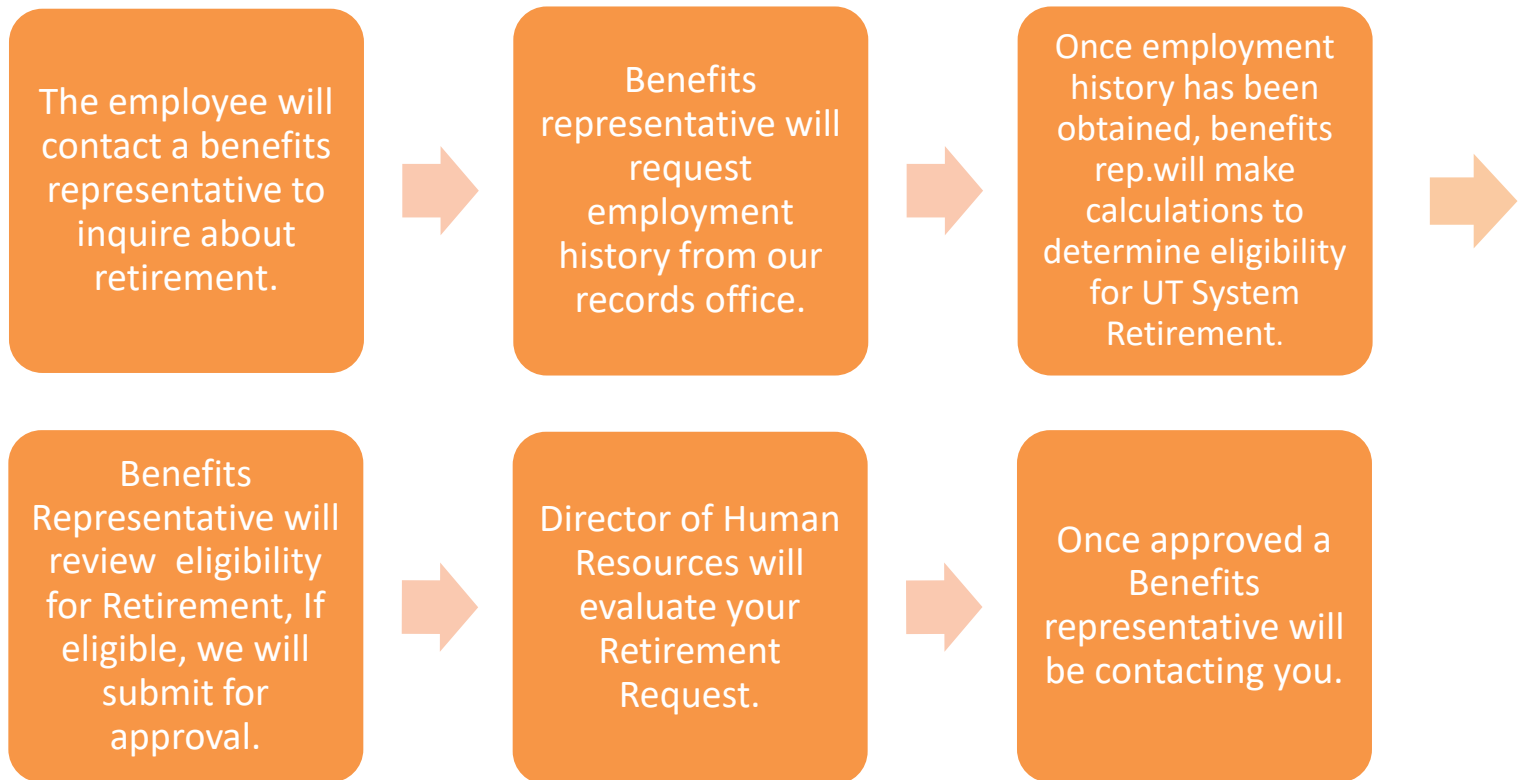 The employee will
contact a benefits
representative to
inquire about
retirement.
Benefits
representative will
request
employment
history from our
records office.
Once employment
history has been
obtained, benefits
rep.will make
calculations to
determine eligibility
for UT System
Retirement.
Benefits
Representative will
review  eligibility
for Retirement, If
eligible, we will
submit for
approval.
Director of Human
Resources will
evaluate your
Retirement
Request.
Once approved a
Benefits
representative will
be contacting you.